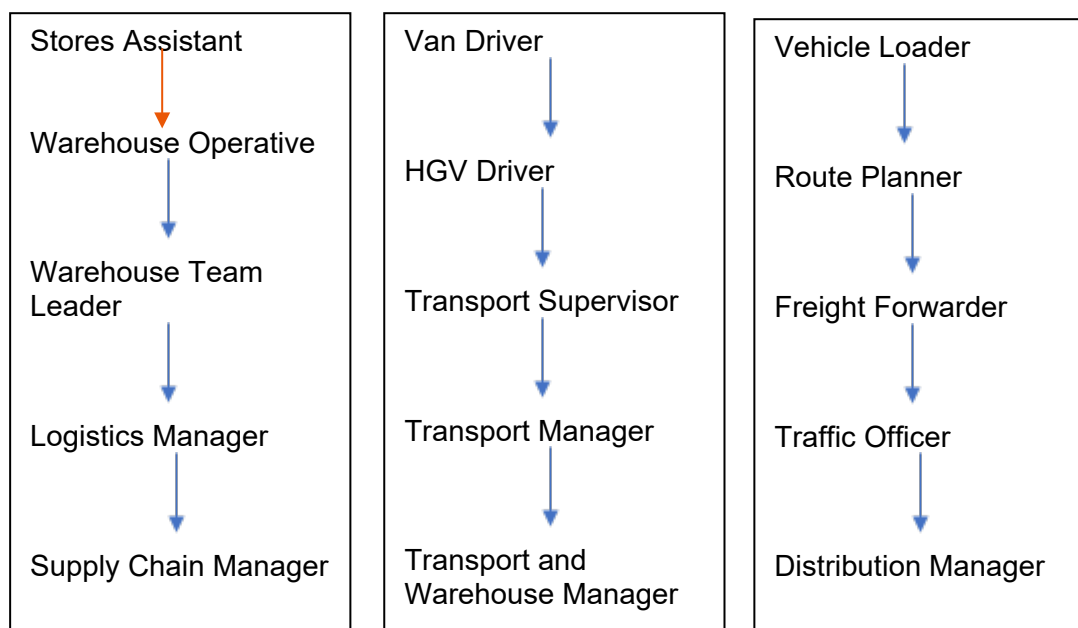 Stores Assistant
Warehouse Operative
Warehouse Team
Leader
Logistics Manager
Supply Chain Manager
Van Driver
HGV Driver
Transport Supervisor
Transport Manager
Transport and
Warehouse Manager
Vehicle Loader
Route Planner
Freight Forwarder
Traffic Officer
Distribution Manager